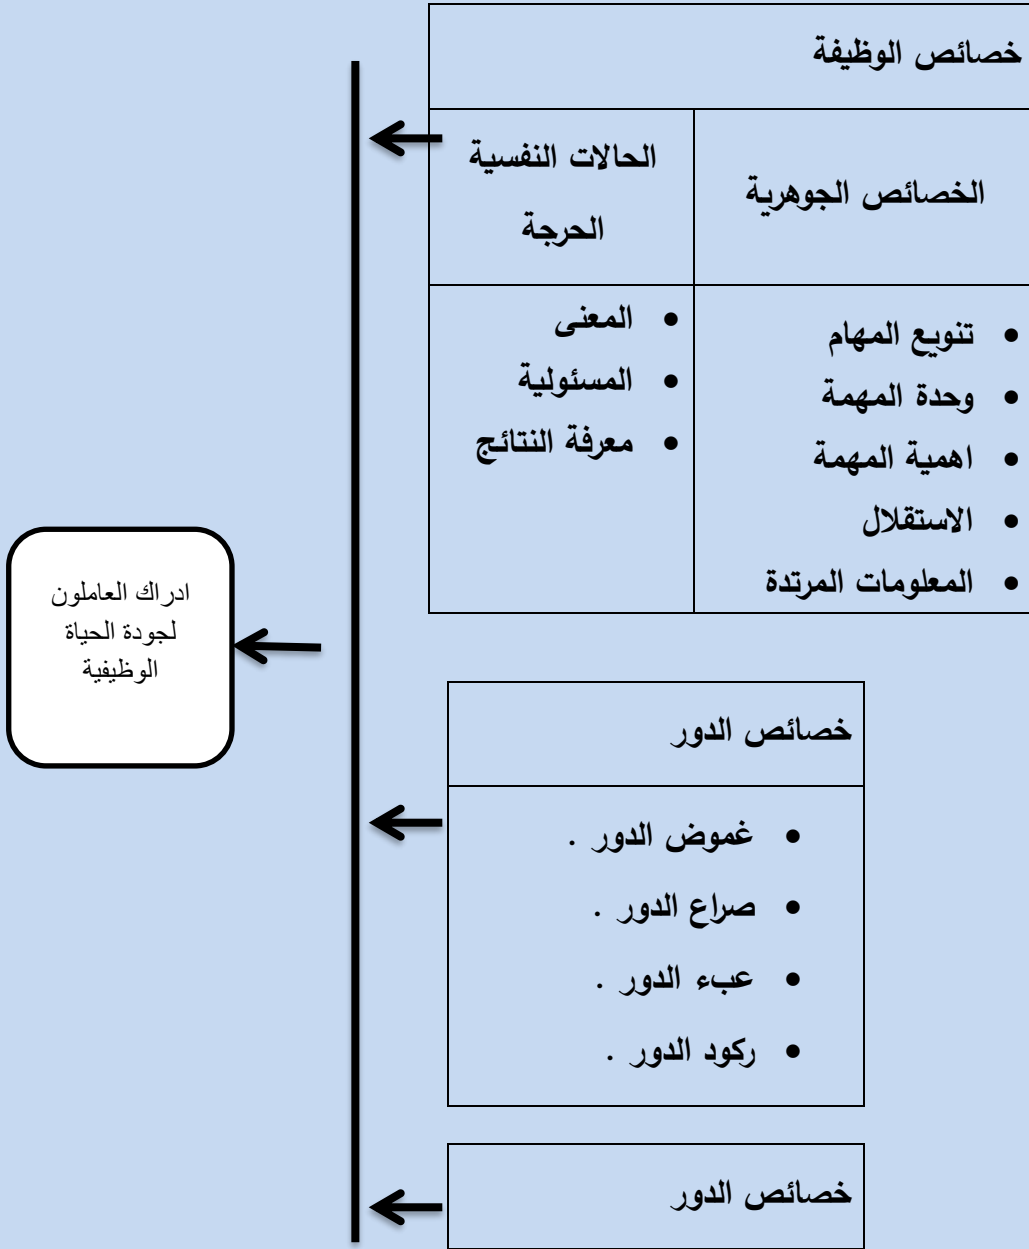 خصائص الوظيفة
الخصائص الجوهرية
الحالات النفسية
الحرجة
• تنويع المهام
• وحدة المهمة
• اهمية المهمة
• الاستقلال
• المعلومات المرتدة
• المعنى
• المسئولية
• معرفة النتائج
ادراك العاملون
لجودة الحياة
الوظيفية
خصائص الدور
• غموض الدور .
• صراع الدور .
• عبء الدور .
• ركود الدور .
خصائص الدور